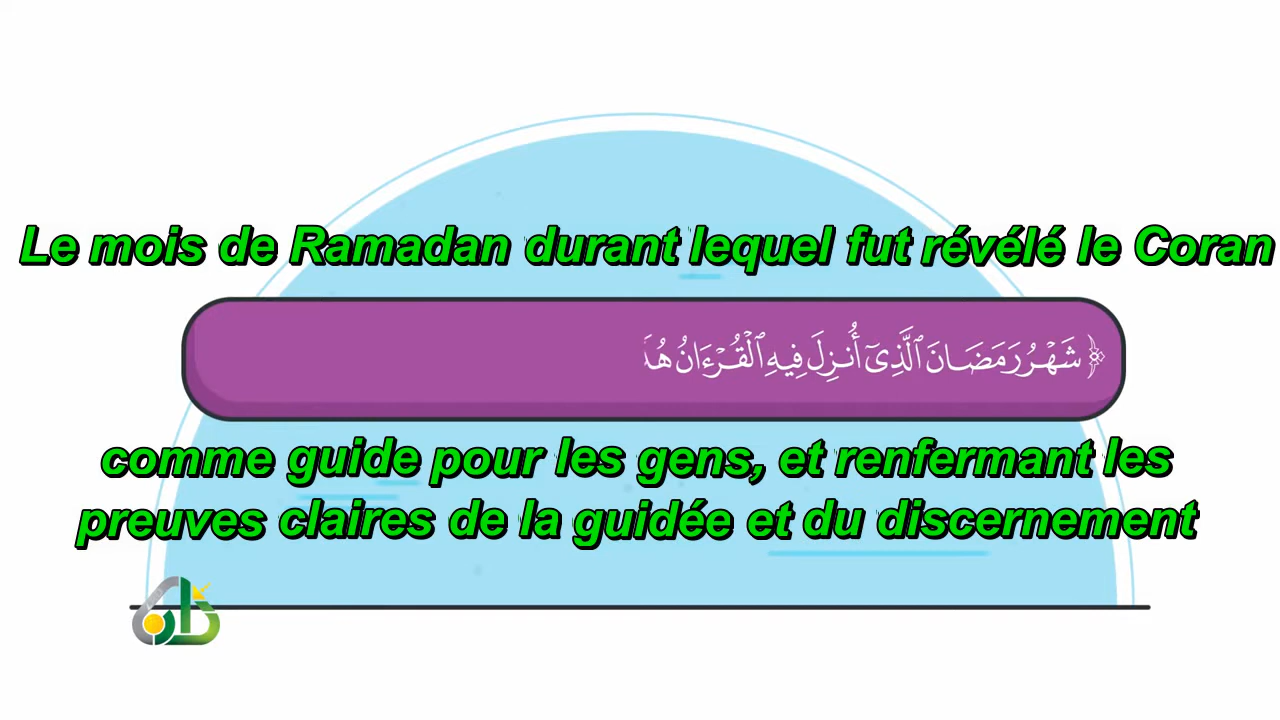 Le mois de Ramadan durant lequel fut révélé le Coran
﴿ شَهْرُ رَمَضَانَ ٱلَّذِىٓ أُنزِلَ فِيهِ ٱلْقُرْءَانُ هُدَ
comme guide pour les gens, et renfermant les
preuves claires de la guidée et du discernement